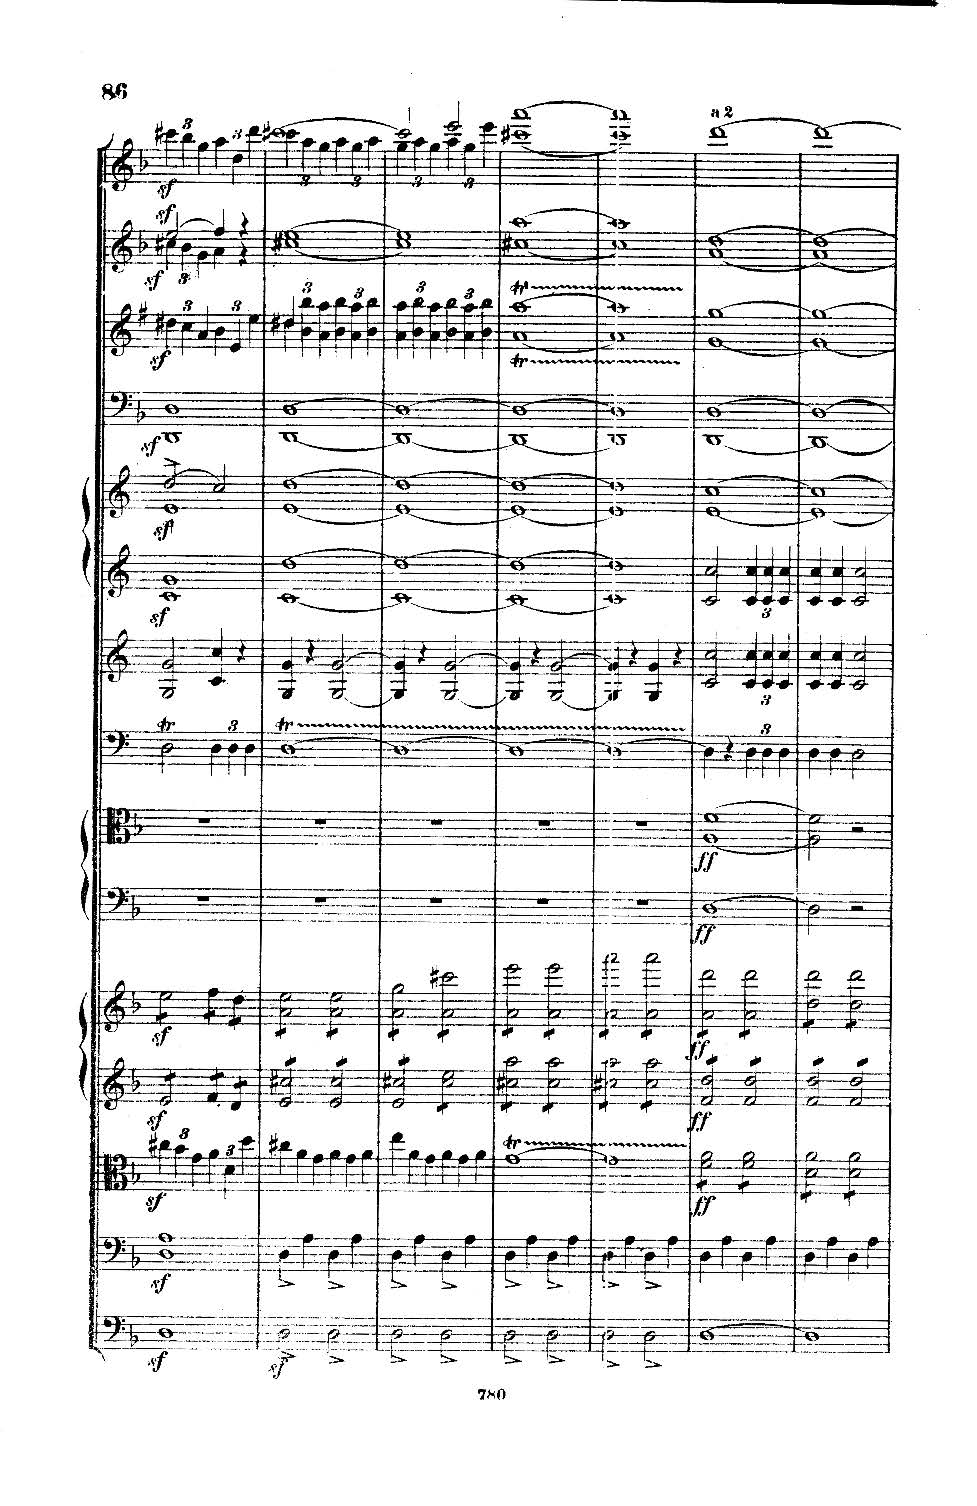 86
3 3
sf 3 3 3 3
a 2
sf
sf 3
tr
3 3 3 3 3 3
sf tr
sf
sf
sf
3
3
tr 3 tr 3
ff
ff
sf ff
sf ff
3 3 tr
sf ff
sf
sf sf
780